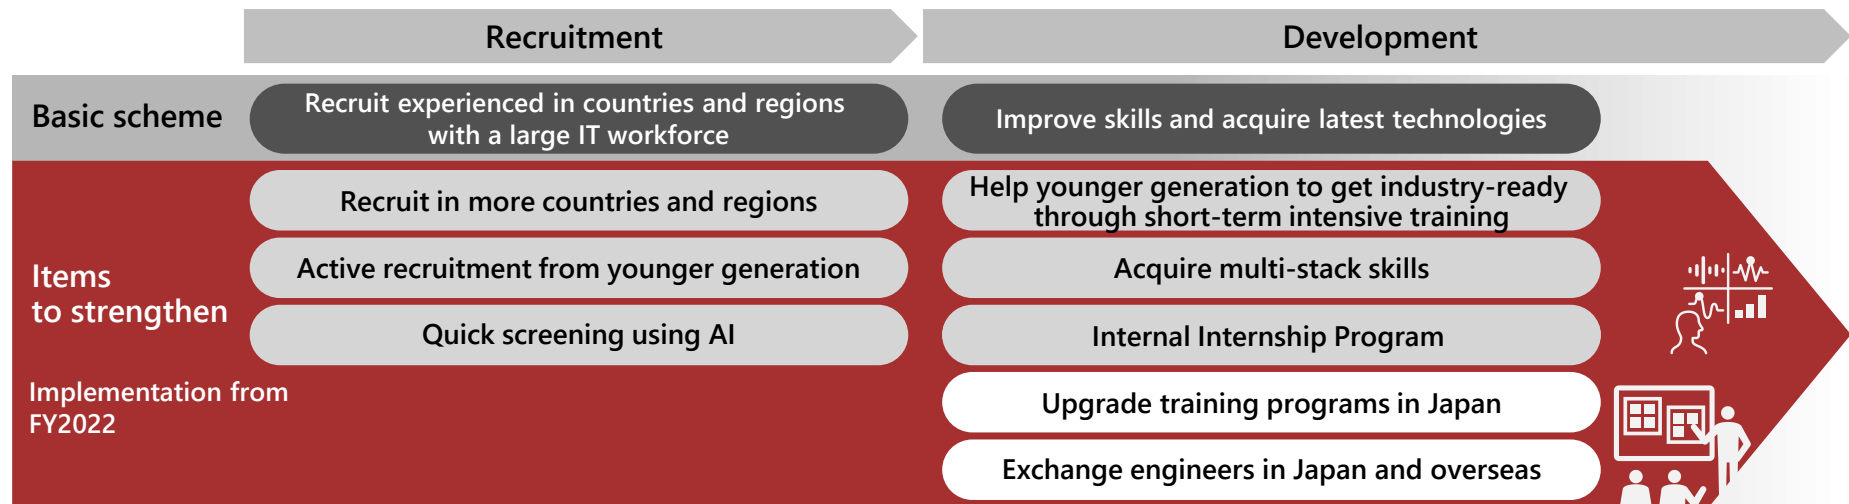 Recruitment
Development
Basic scheme
Recruit experienced in countries and regions
with a large IT workforce
Improve skills and acquire latest technologies
Items
to strengthen
Recruit in more countries and regions
Help younger generation to get industry-ready
through short-term intensive training
Active recruitment from younger generation
Acquire multi-stack skills
Quick screening using AI
Internal Internship Program
Implementation from
FY2022
Upgrade training programs in Japan
Exchange engineers in Japan and overseas